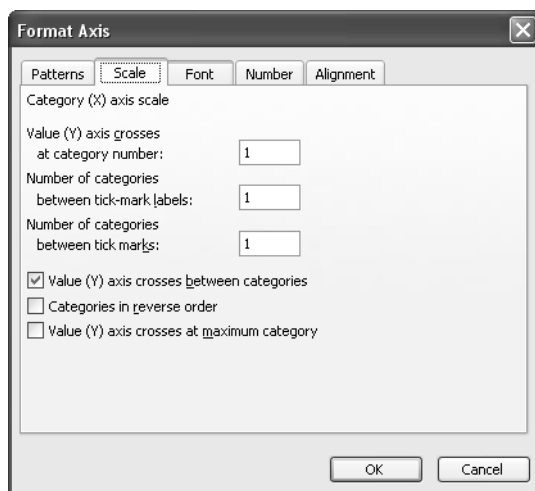 Format Axis
Patterns Scale Font Number Alignment
Category (X) axis scale
Value (Y) axis crosses
at category number: 1
Number of categories
between tick-mark labels: 1
Number of categories
between tick marks: 1
Value (Y) axis crosses between categories
Categories in reverse order
Value (Y) axis crosses at maximum category
OK Cancel